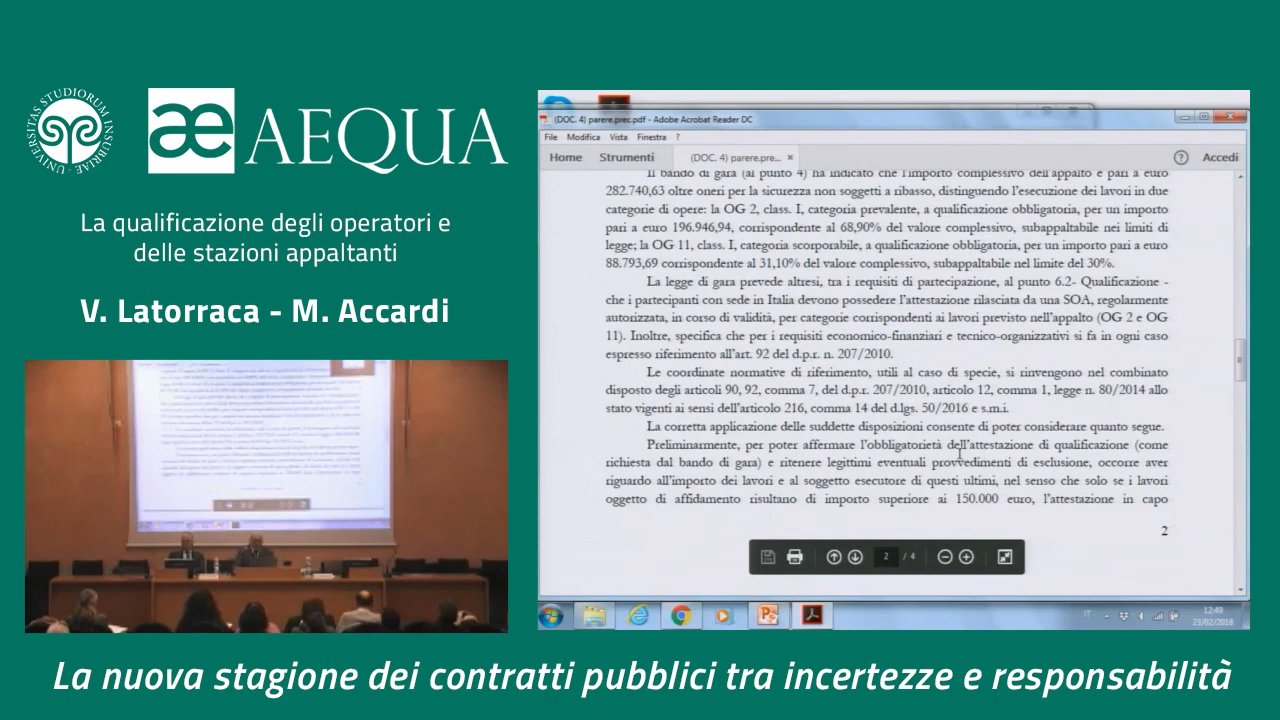 UNIVERSITAS STUDIORUM INSUBRIAE
æ AEQUA
La qualificazione degli operatori e
delle stazioni appaltanti
V. Latorraca - M. Accardi
(DOC. 4) parere.prec.pdf - Adobe Acrobat Reader DC
File Modifica Vista Finestra ?
Home Strumenti (DOC. 4) parere.pre... × ? Accedi
Il bando di gara (al punto 4) ha indicato che l'importo complessivo dell'appalto è pari a euro
282.740,63 oltre oneri per la sicurezza non soggetti a ribasso, distinguendo l'esecuzione dei lavori in due
categorie di opere: la OG 2, class. I, categoria prevalente, a qualificazione obbligatoria, per un importo
pari a euro 196.946,94, corrispondente al 68,90% del valore complessivo, subappaltabile nei limiti di
legge; la OG 11, class. I, categoria scorporabile, a qualificazione obbligatoria, per un importo pari a euro
88.793,69 corrispondente al 31,10% del valore complessivo, subappaltabile nel limite del 30%.
La legge di gara prevede altresì, tra i requisiti di partecipazione, al punto 6.2- Qualificazione -
che i partecipanti con sede in Italia devono possedere l'attestazione rilasciata da una SOA, regolarmente
autorizzata, in corso di validità, per categorie corrispondenti ai lavori previsto nell'appalto (OG 2 e OG
11). Inoltre, specifica che per i requisiti economico-finanziari e tecnico-organizzativi si fa in ogni caso
espresso riferimento all'art. 92 del d.p.r. n. 207/2010.
Le coordinate normative di riferimento, utili al caso di specie, si rinvengono nel combinato
disposto degli articoli 90, 92, comma 7, del d.p.r. 207/2010, articolo 12, comma 1, legge n. 80/2014 allo
stato vigenti ai sensi dell'articolo 216, comma 14 del d.lgs. 50/2016 e s.m.i.
La corretta applicazione delle suddette disposizioni consente di poter considerare quanto segue.
Preliminarmente, per poter affermare l'obbligatorietà dell'attestazione di qualificazione (come
richiesta dal bando di gara) e ritenere legittimi eventuali provvedimenti di esclusione, occorre aver
riguardo all'importo dei lavori e al soggetto esecutore di questi ultimi, nel senso che solo se i lavori
oggetto di affidamento risultano di importo superiore ai 150.000 euro, l'attestazione in capo
2
2 / 4
IT 12:49
23/02/2018
La nuova stagione dei contratti pubblici tra incertezze e responsabilità